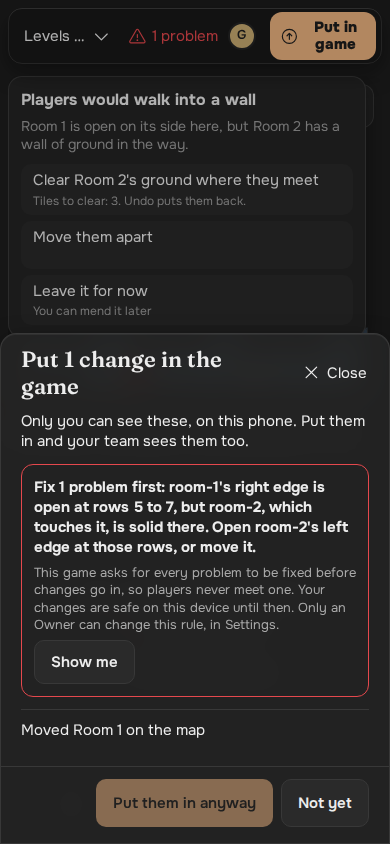 Levels ...
1 problem
G
Put in
game
Players would walk into a wall
Room 1 is open on its side here, but Room 2 has a
wall of ground in the way.
Clear Room 2's ground where they meet
Tiles to clear: 3. Undo puts them back.
Move them apart
Leave it for now
You can mend it later
Put 1 change in the
game
Close
Only you can see these, on this phone. Put them
in and your team sees them too.
Fix 1 problem first: room-1's right edge is
open at rows 5 to 7, but room-2, which
touches it, is solid there. Open room-2's left
edge at those rows, or move it.
This game asks for every problem to be fixed before
changes go in, so players never meet one. Your
changes are safe on this device until then. Only an
Owner can change this rule, in Settings.
Show me
Moved Room 1 on the map
Put them in anyway
Not yet